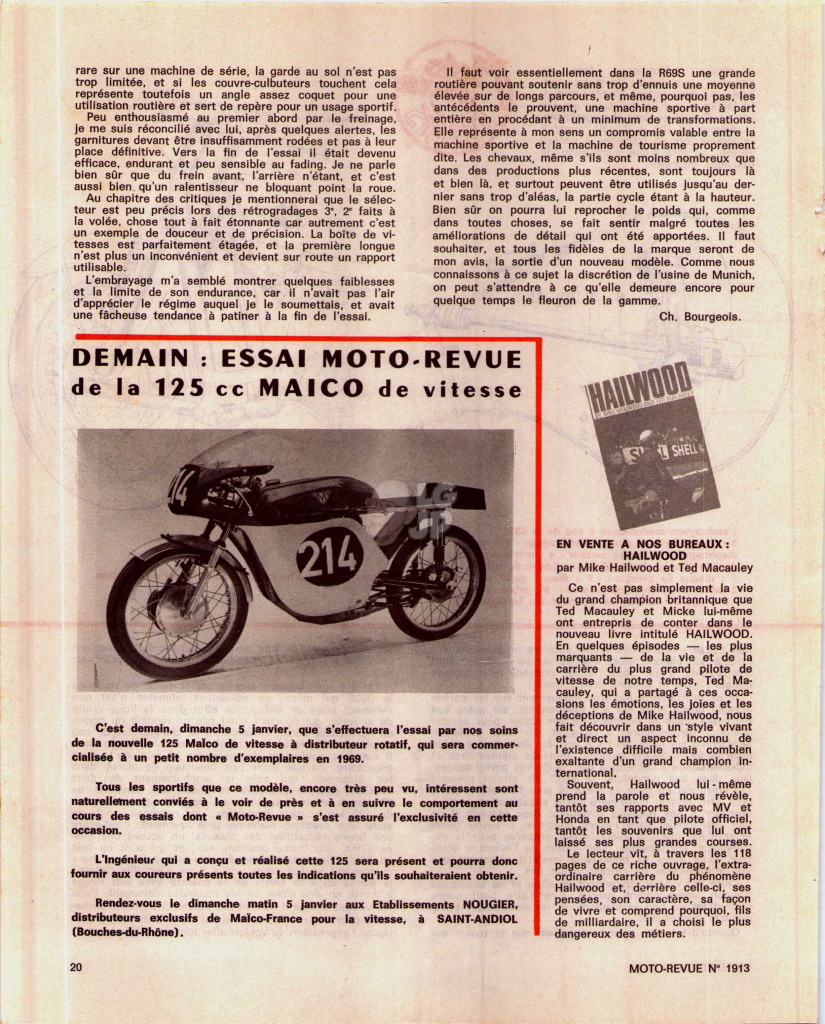 rare sur une machine de série, la garde au sol n'est pas
trop limitée, et si les couvre-culbuteurs touchent cela
représente toutefois un angle assez coquet pour une
utilisation routière et sert de repère pour un usage sportif.
Peu enthousiasmé au premier abord par le freinage,
je me suis réconcilié avec lui, après quelques alertes, les
garnitures devant être insuffisamment rodées et pas à leur
place définitive. Vers la fin de l'essai il était devenu
efficace, endurant et peu sensible au fading. Je ne parle
bien sûr que du frein avant, l'arrière n'étant, et c'est
aussi bien qu'un ralentisseur ne bloquant point la roue.
Au chapitre des critiques je mentionnerai que le sélec-
teur est peu précis lors des rétrogradages 3ᵉ, 2ᵉ faits à
la volée, chose tout à fait étonnante car autrement c'est
un exemple de douceur et de précision. La boîte de vi-
tesses est parfaitement étagée, et la première longue
n'est plus un inconvénient et devient sur route un rapport
utilisable.
L'embrayage m'a semblé montrer quelques faiblesses
et la limite de son endurance, car il n'avait pas l'air
d'apprécier le régime auquel je le soumettais, et avait
une fâcheuse tendance à patiner à la fin de l'essai.
Il faut voir essentiellement dans la R69S une grande
routière pouvant soutenir sans trop d'ennuis une moyenne
élevée sur de longs parcours, et même, pourquoi pas, les
antécédents le prouvent, une machine sportive à part
entière en procédant à un minimum de transformations.
Elle représente à mon sens un compromis valable entre la
machine sportive et la machine de tourisme proprement
dite. Les chevaux, même s'ils sont moins nombreux que
dans des productions plus récentes, sont toujours là
et bien là, et surtout peuvent être utilisés jusqu'au der-
nier sans trop d'aléas, la partie cycle étant à la hauteur.
Bien sûr on pourra lui reprocher le poids qui, comme
dans toutes choses, se fait sentir malgré toutes les
améliorations de détail qui ont été apportées. Il faut
souhaiter, et tous les fidèles de la marque seront de
mon avis, la sortie d'un nouveau modèle. Comme nous
connaissons à ce sujet la discrétion de l'usine de Munich,
on peut s'attendre à ce qu'elle demeure encore pour
quelque temps le fleuron de la gamme.
Ch. Bourgeois.
DEMAIN : ESSAI MOTO-REVUE
de la 125 cc MAICO de vitesse
214
LG
JP
C'est demain, dimanche 5 janvier, que s'effectuera l'essai par nos soins
de la nouvelle 125 Maïco de vitesse à distributeur rotatif, qui sera commer-
cialisée à un petit nombre d'exemplaires en 1969.
Tous les sportifs que ce modèle, encore très peu vu, intéressent sont
naturellement conviés à le voir de près et à en suivre le comportement au
cours des essais dont « Moto-Revue » s'est assuré l'exclusivité en cette
occasion.
L'Ingénieur qui a conçu et réalisé cette 125 sera présent et pourra donc
fournir aux coureurs présents toutes les indications qu'ils souhaiteraient obtenir.
Rendez-vous le dimanche matin 5 janvier aux Etablissements NOUGIER,
distributeurs exclusifs de Maïco-France pour la vitesse, à SAINT-ANDIOL
(Bouches-du-Rhône).
HAILWOOD
SHELL
EN VENTE A NOS BUREAUX :
HAILWOOD
par Mike Hailwood et Ted Macauley
Ce n'est pas simplement la vie
du grand champion britannique que
Ted Macauley et Micke lui-même
ont entrepris de conter dans le
nouveau livre intitulé HAILWOOD.
En quelques épisodes — les plus
marquants — de la vie et de la
carrière du plus grand pilote de
vitesse de notre temps, Ted Ma-
cauley, qui a partagé à ces occa-
sions les émotions, les joies et les
déceptions de Mike Hailwood, nous
fait découvrir dans un style vivant
et direct un aspect inconnu de
l'existence difficile mais combien
exaltante d'un grand champion in-
ternational.
Souvent, Hailwood lui-même
prend la parole et nous révèle,
tantôt ses rapports avec MV et
Honda en tant que pilote officiel,
tantôt les souvenirs que lui ont
laissé ses plus grandes courses.
Le lecteur vit, à travers les 118
pages de ce riche ouvrage, l'extra-
ordinaire carrière du phénomène
Hailwood et, derrière celle-ci, ses
pensées, son caractère, sa façon
de vivre et comprend pourquoi, fils
de milliardaire, il a choisi le plus
dangereux des métiers.
20
MOTO-REVUE N° 1913